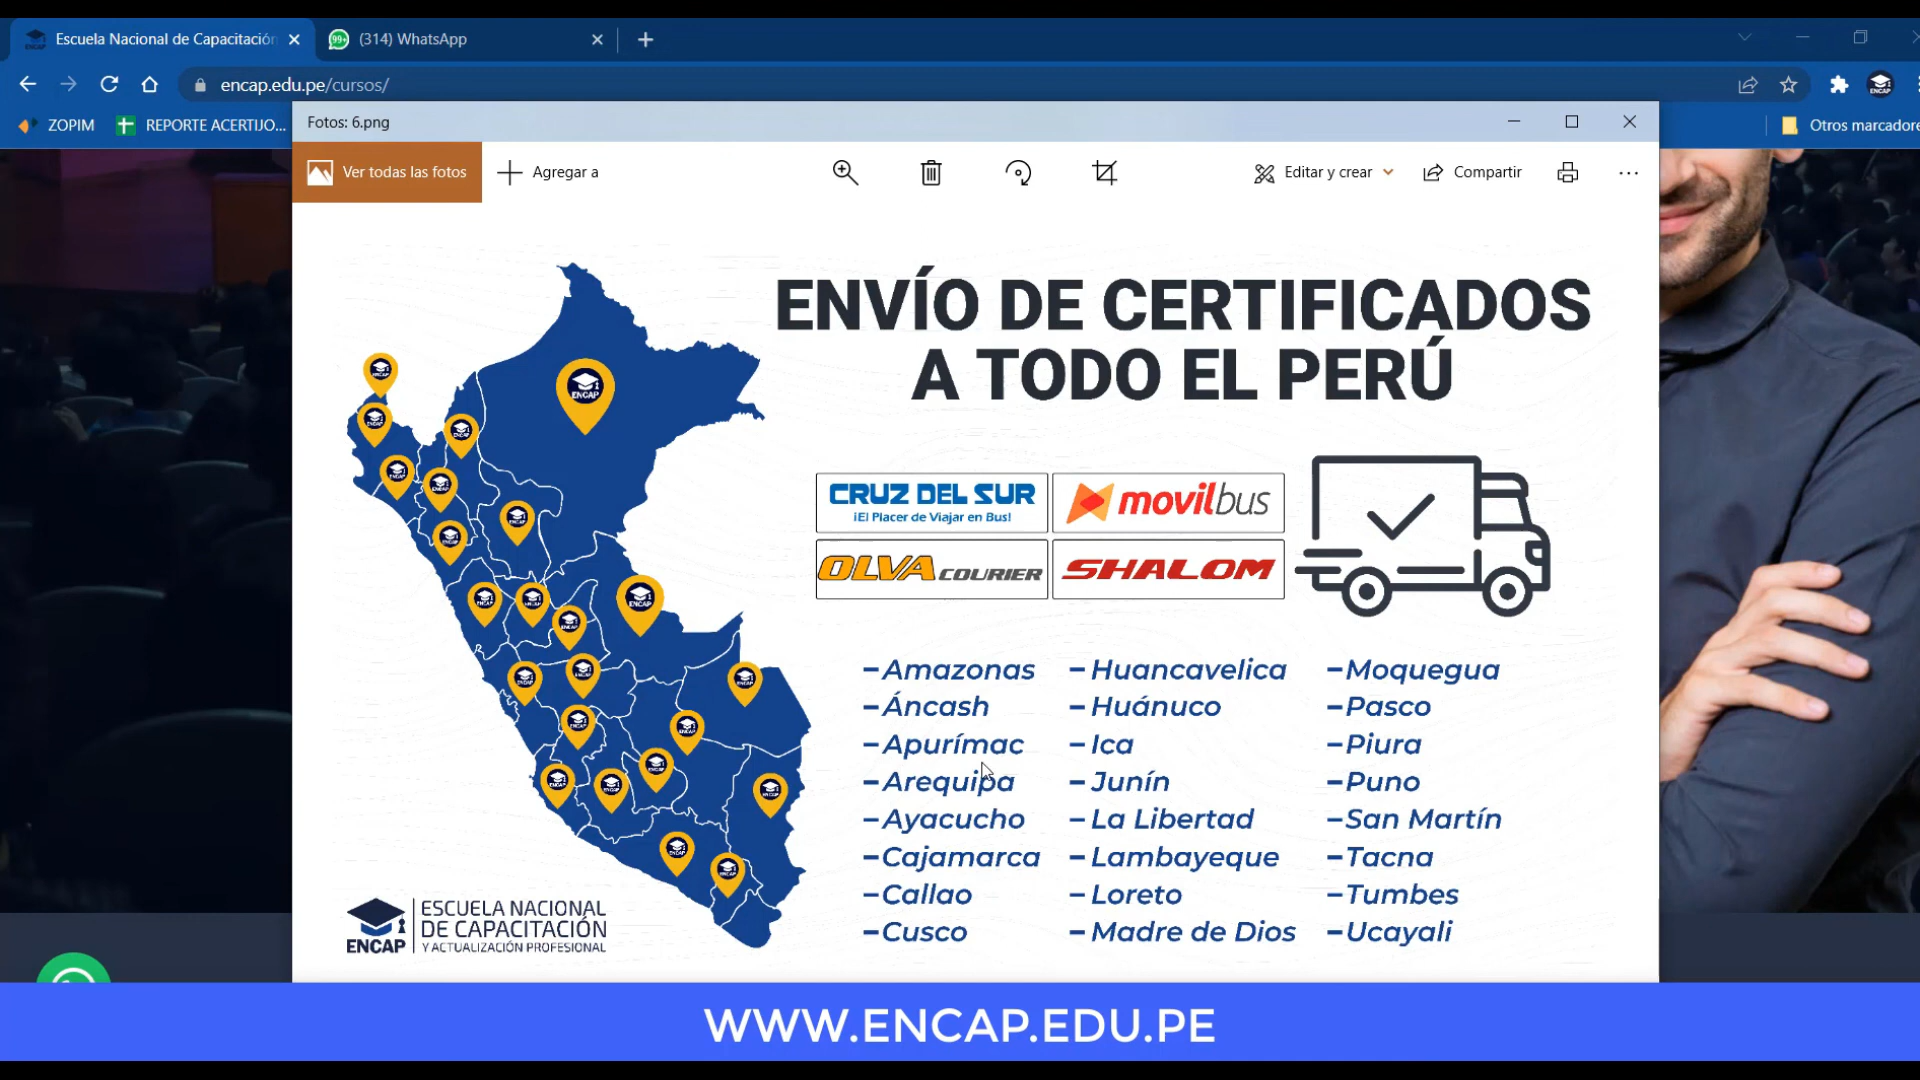 Escuela Nacional de Capacitación
(314) WhatsApp
encap.edu.pe/cursos/
ZOPIM
REPORTE ACERTIJO...
Otros marcadore
Fotos: 6.png
Ver todas las fotos
Agregar a
Editar y crear
Compartir
ENVÍO DE CERTIFICADOS
A TODO EL PERÚ
CRUZ DEL SUR
¡El Placer de Viajar en Bus!
movilbus
OLVA COURIER
SHALOM
– Amazonas
– Áncash
– Apurímac
– Arequipa
– Ayacucho
– Cajamarca
– Callao
– Cusco
– Huancavelica
– Huánuco
– Ica
– Junín
– La Libertad
– Lambayeque
– Loreto
– Madre de Dios
– Moquegua
– Pasco
– Piura
– Puno
– San Martín
– Tacna
– Tumbes
– Ucayali
ENCAP
ESCUELA NACIONAL
DE CAPACITACIÓN
Y ACTUALIZACIÓN PROFESIONAL
WWW.ENCAP.EDU.PE